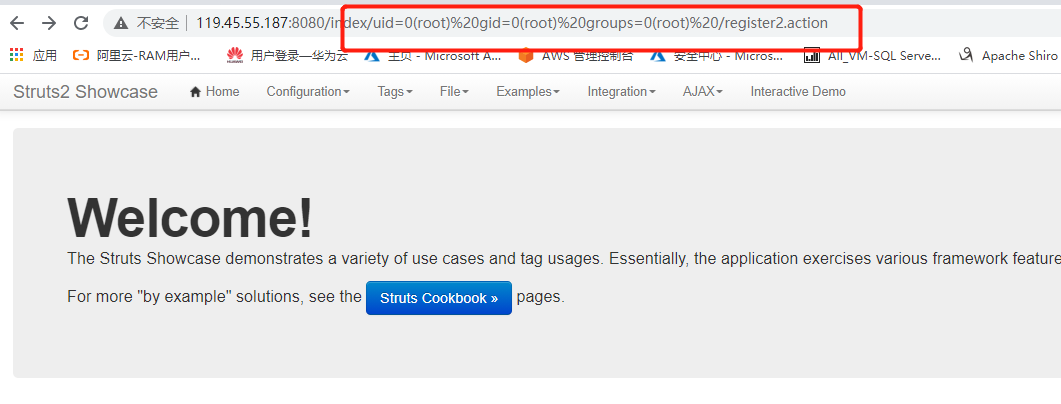 不安全 | 119.45.55.187:8080/index/uid=0(root)%20gid=0(root)%20groups=0(root)%20/register2.action
应用 阿里云-RAM用户... 用户登录—华为云 主页 - Microsoft A... AWS 管理控制台 安全中心 - Micros... All_VM-SQL Serve... Apache Shiro
Struts2 Showcase Home Configuration Tags File Examples Integration AJAX Interactive Demo
Welcome!
The Struts Showcase demonstrates a variety of use cases and tag usages. Essentially, the application exercises various framework feature
For more "by example" solutions, see the Struts Cookbook » pages.